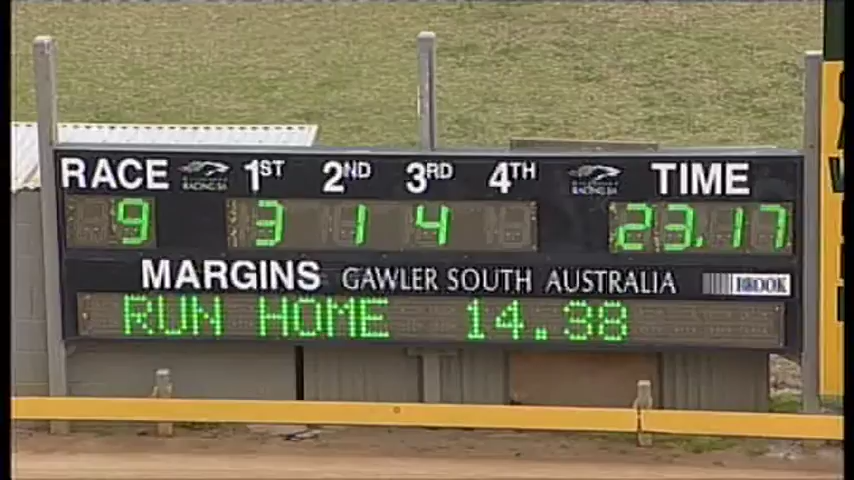 RACE 1ST 2ND 3RD 4TH TIME
9 3 1 4 23.17
MARGINS GAWLER SOUTH AUSTRALIA BROOK
RUN HOME 14.38